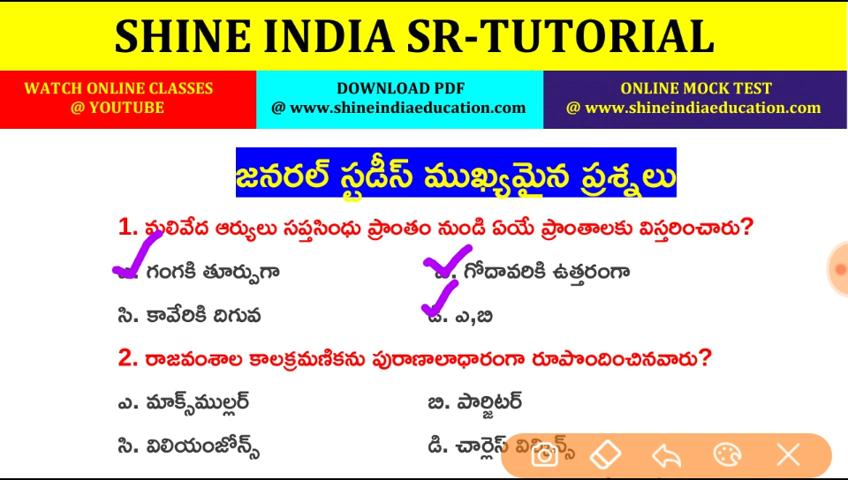 SHINE INDIA SR-TUTORIAL
WATCH ONLINE CLASSES
@ YOUTUBE
DOWNLOAD PDF
@ www.shineindiaeducation.com
ONLINE MOCK TEST
@ www.shineindiaeducation.com
జనరల్ స్టడీస్ ముఖ్యమైన ప్రశ్నలు
1. మలివేద ఆర్యులు సప్తసింధు ప్రాంతం నుండి ఏయే ప్రాంతాలకు విస్తరించారు?
గంగకి తూర్పుగా
గోదావరికి ఉత్తరంగా
సి. కావేరికి దిగువ
డి. ఎ,బి
2. రాజవంశాల కాలక్రమణికను పురాణాలాధారంగా రూపొందించినవారు?
ఎ. మాక్స్‌ముల్లర్
బి. పార్జిటర్
సి. విలియంజోన్స్
డి. చార్లెస్